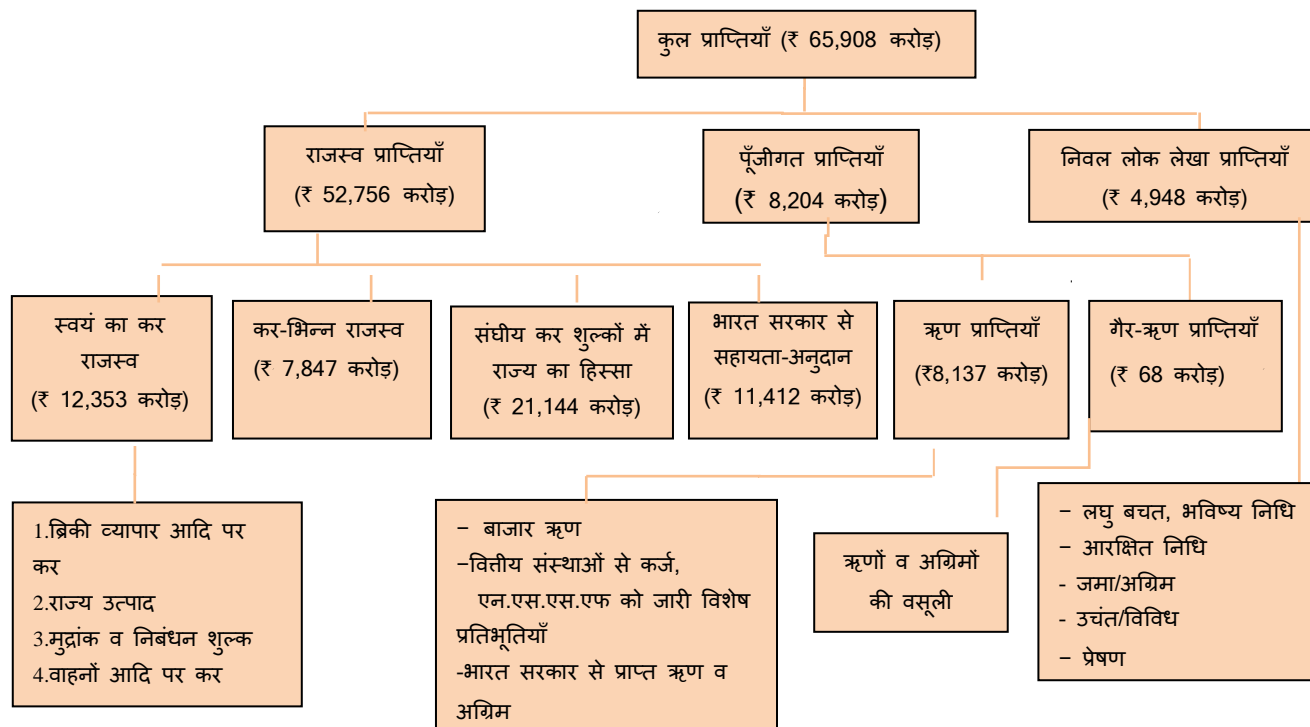 कुल प्राप्तियाँ (₹ 65,908 करोड़)
राजस्व प्राप्तियाँ
(₹ 52,756 करोड़)
पूँजीगत प्राप्तियाँ
(₹ 8,204 करोड़)
निवल लोक लेखा प्राप्तियाँ
(₹ 4,948 करोड़)
स्वयं का कर
राजस्व
(₹ 12,353 करोड़)
कर-भिन्न राजस्व
(₹ 7,847 करोड़)
संघीय कर शुल्कों में
राज्य का हिस्सा
(₹ 21,144 करोड़)
भारत सरकार से
सहायता-अनुदान
(₹ 11,412 करोड़)
ऋण प्राप्तियाँ
(₹8,137 करोड़)
गैर-ऋण प्राप्तियाँ
(₹ 68 करोड़)
1.ब्रिकी व्यापार आदि पर
कर
2.राज्य उत्पाद
3.मुद्रांक व निबंधन शुल्क
4.वाहनों आदि पर कर
− बाजार ऋण
−वित्तीय संस्थाओं से कर्ज,
एन.एस.एस.एफ को जारी विशेष
प्रतिभूतियाँ
-भारत सरकार से प्राप्त ऋण व
अग्रिम
ऋणों व अग्रिमों
की वसूली
− लघु बचत, भविष्य निधि
− आरक्षित निधि
- जमा/अग्रिम
- उचंत/विविध
− प्रेषण